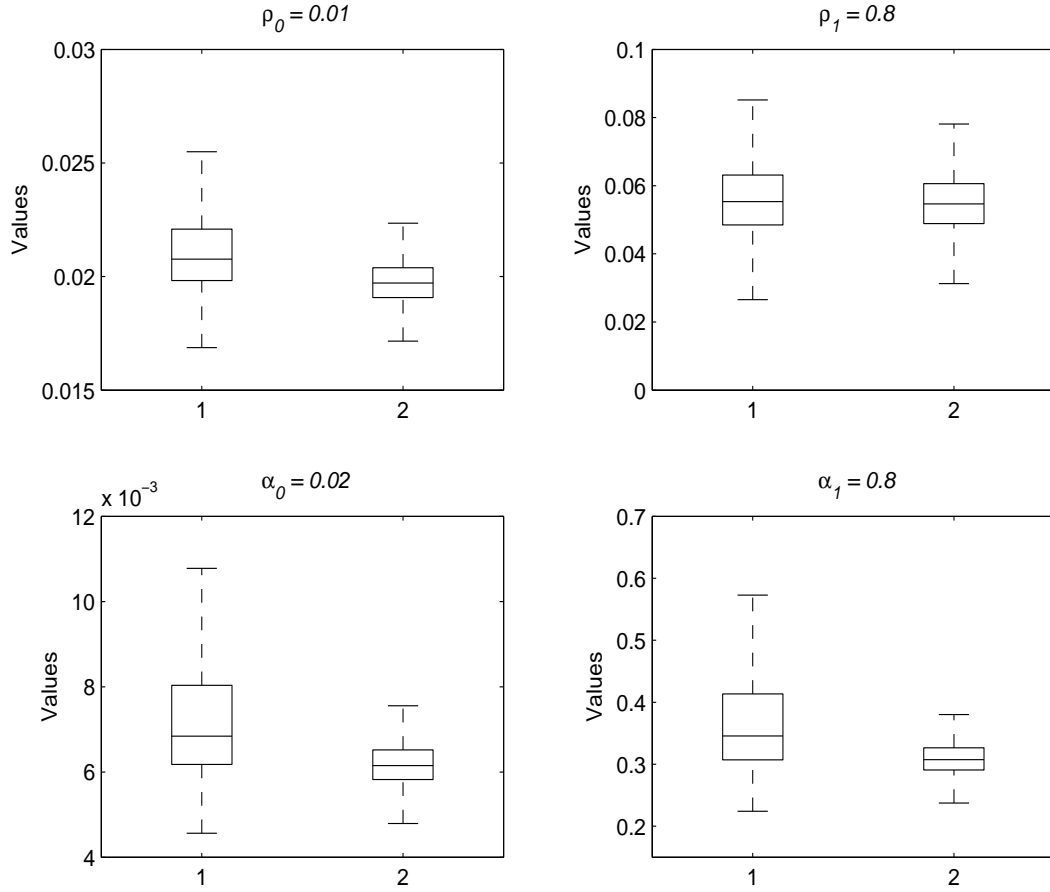 ρ₀ = 0.01
0.03
0.025
0.02
0.015
Values
1 2
ρ₁ = 0.8
0.1
0.08
0.06
0.04
0.02
0
Values
1 2
α₀ = 0.02
x 10⁻³
12
10
8
6
4
Values
1 2
α₁ = 0.8
0.7
0.6
0.5
0.4
0.3
0.2
Values
1 2